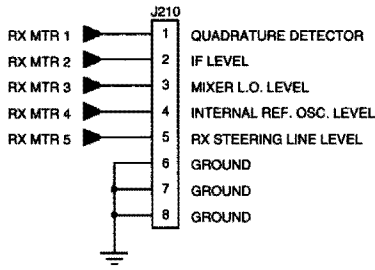 J210
RX MTR 1 1 QUADRATURE DETECTOR
RX MTR 2 2 IF LEVEL
RX MTR 3 3 MIXER L.O. LEVEL
RX MTR 4 4 INTERNAL REF. OSC. LEVEL
RX MTR 5 5 RX STEERING LINE LEVEL
6 GROUND
7 GROUND
8 GROUND